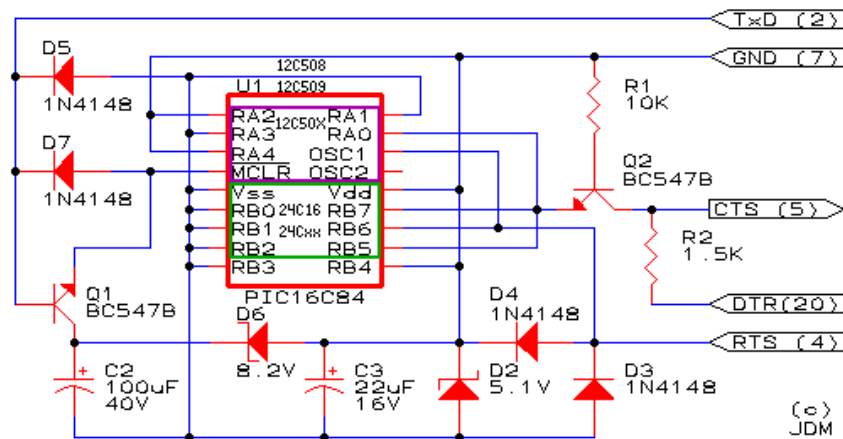 TxD (2)
D5
12C508
GND (7)
U1 12C509
1N4148
R1
10K
RA2 RA1
12C50X
RA3 RA0
D7
RA4 OSC1
Q2
MCLR OSC2
BC547B
1N4148
Vss Vdd
RB0 24C16 RB7
CTS (5)
RB1 24Cxx RB6
R2
1.5K
RB2 RB5
RB3 RB4
Q1
BC547B
PIC16C84
D4
1N4148
DTR(20)
D6
RTS (4)
8.2V
C2
100uF
40V
C3
22uF
16V
D2
5.1V
D3
1N4148
(c)
JDM
+
+